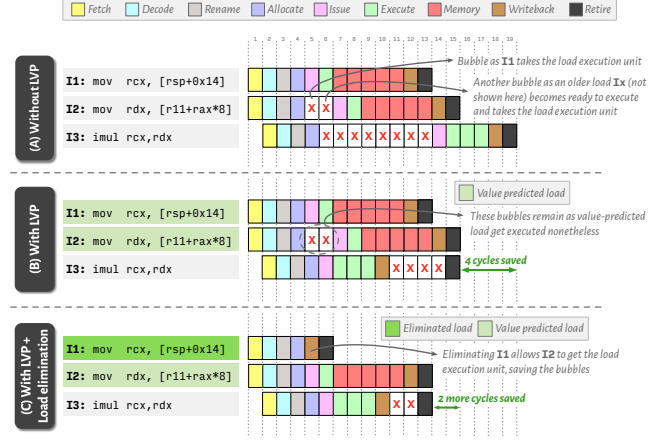 Fetch Decode Rename Allocate Issue Execute Memory Writeback Retire
1 2 3 4 5 6 7 8 9 10 11 12 13 14 15 16 17 18 19
(A) Without LVP
I1: mov rcx, [rsp+0x14]
I2: mov rdx, [r11+rax*8]
I3: imul rcx,rdx
X X
X X X X X X X X
Bubble as I1 takes the load execution unit
Another bubble as an older load Ix (not
shown here) becomes ready to execute
and takes the load execution unit
(B) With LVP
Value predicted load
I1: mov rcx, [rsp+0x14]
I2: mov rdx, [r11+rax*8]
I3: imul rcx,rdx
X X
X X X X
These bubbles remain as value-predicted
load get executed nonetheless
4 cycles saved
(C) With LVP +
Load elimination
Eliminated load Value predicted load
I1: mov rcx, [rsp+0x14]
I2: mov rdx, [r11+rax*8]
I3: imul rcx,rdx
X X
Eliminating I1 allows I2 to get the load
execution unit, saving the bubbles
2 more cycles saved